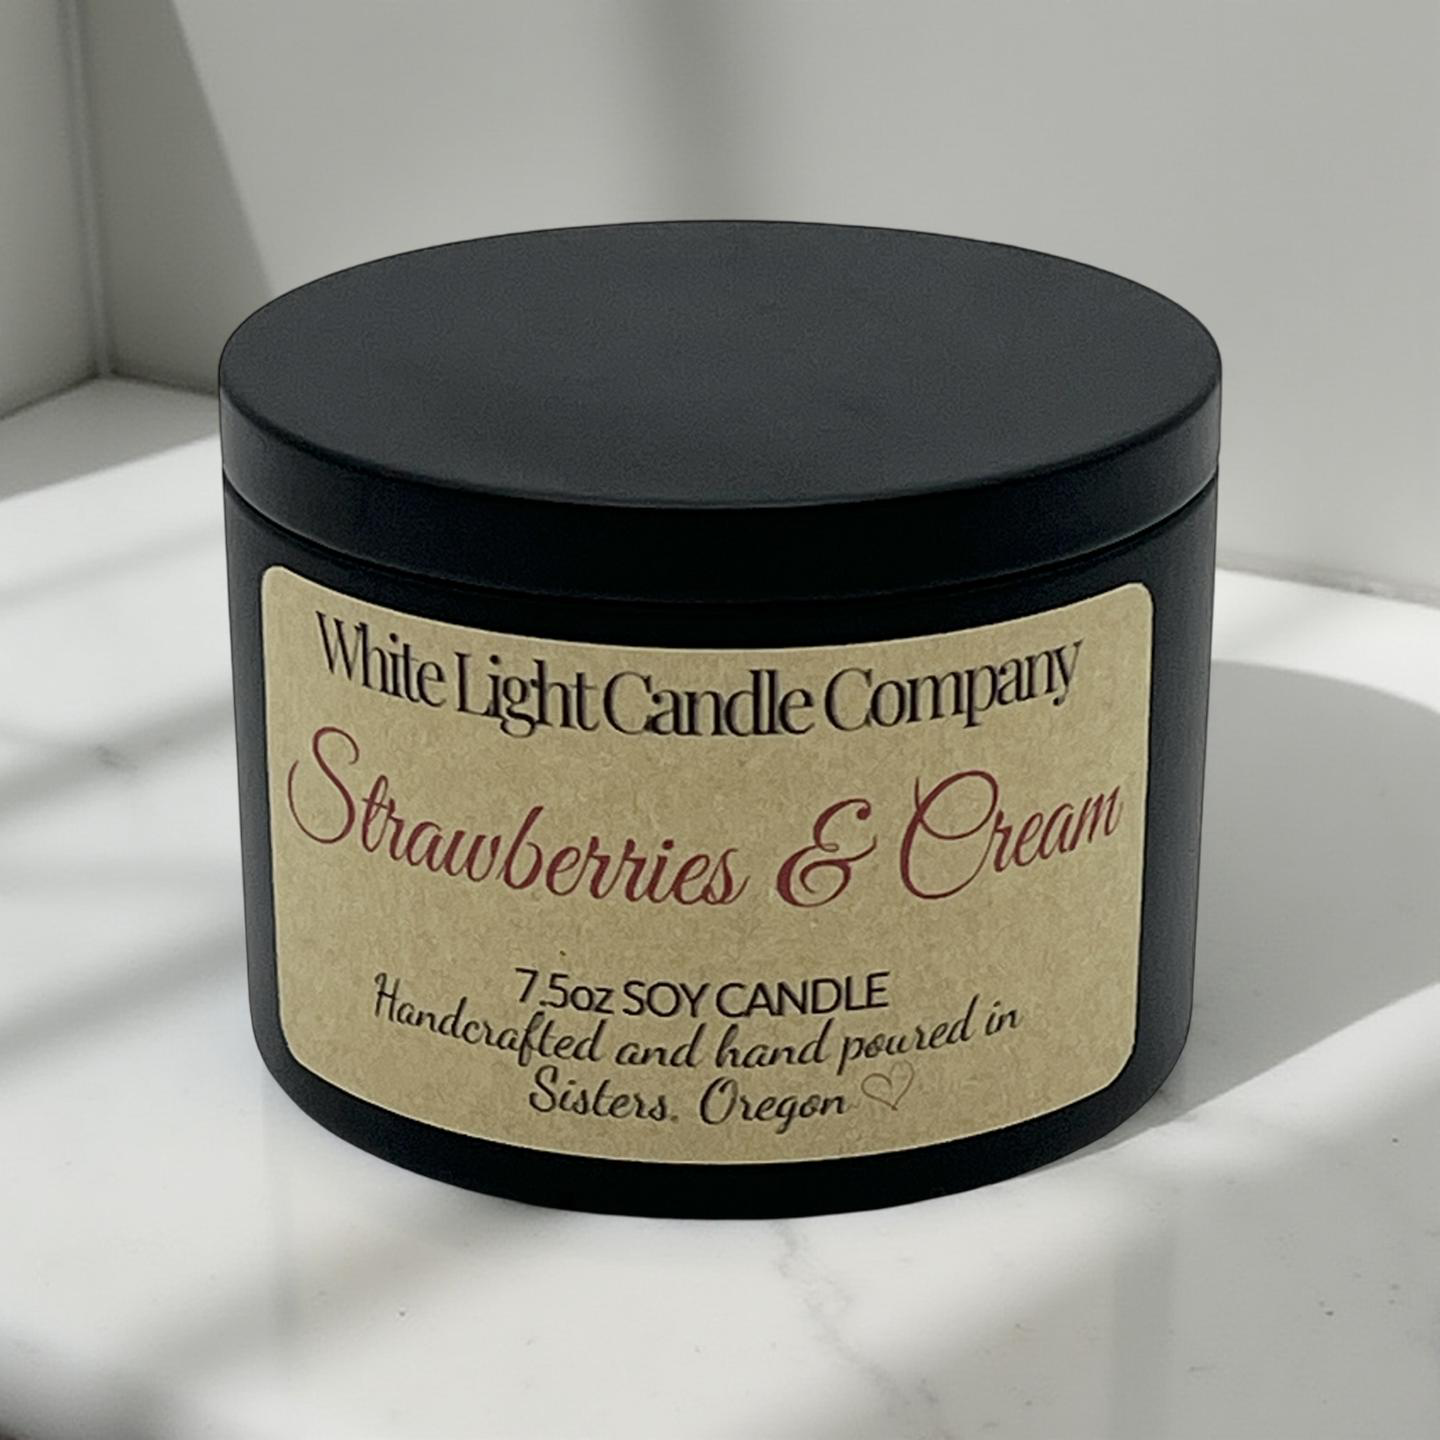 White Light Candle Company
Strawberries & Cream
7.5oz SOY CANDLE
Handcrafted and hand poured in
Sisters, Oregon ♡